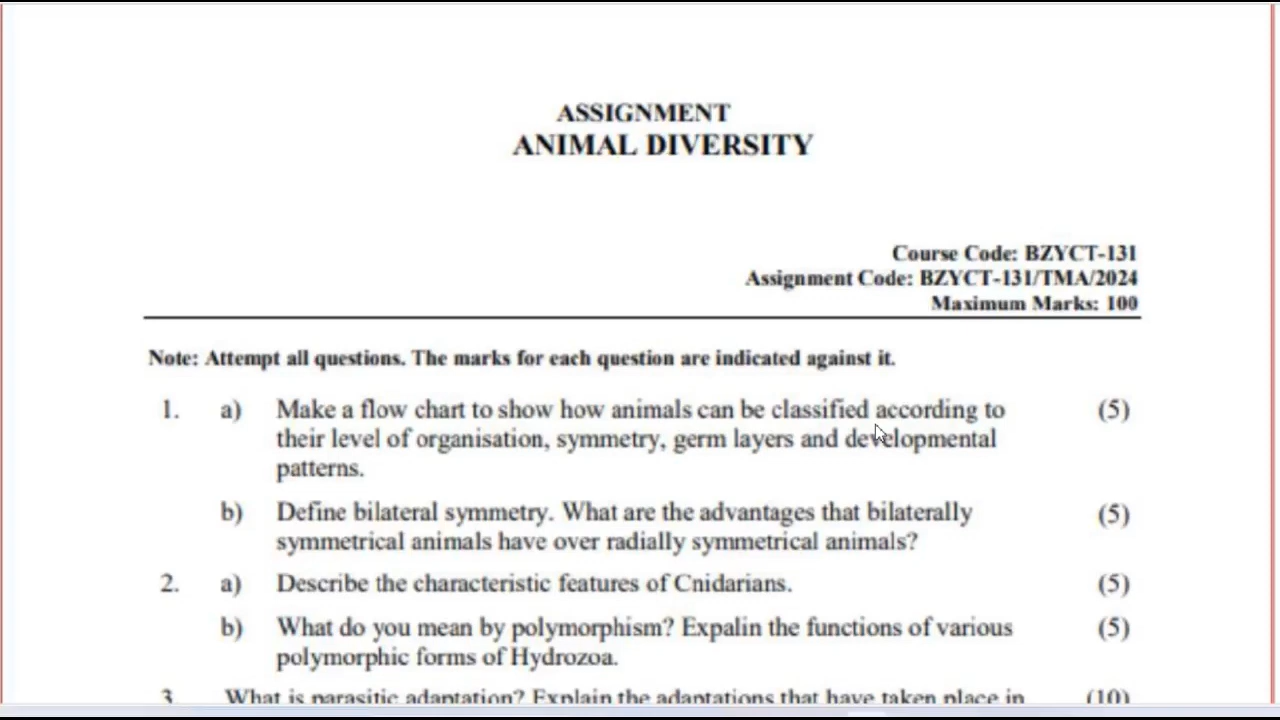 ASSIGNMENT
ANIMAL DIVERSITY
Course Code: BZYCT-131
Assignment Code: BZYCT-131/TMA/2024
Maximum Marks: 100
Note: Attempt all questions. The marks for each question are indicated against it.
1. a) Make a flow chart to show how animals can be classified according to (5)
their level of organisation, symmetry, germ layers and developmental
patterns.
b) Define bilateral symmetry. What are the advantages that bilaterally (5)
symmetrical animals have over radially symmetrical animals?
2. a) Describe the characteristic features of Cnidarians. (5)
b) What do you mean by polymorphism? Expalin the functions of various (5)
polymorphic forms of Hydrozoa.
3. What is parasitic adaptation? Explain the adaptations that have taken place in (10)